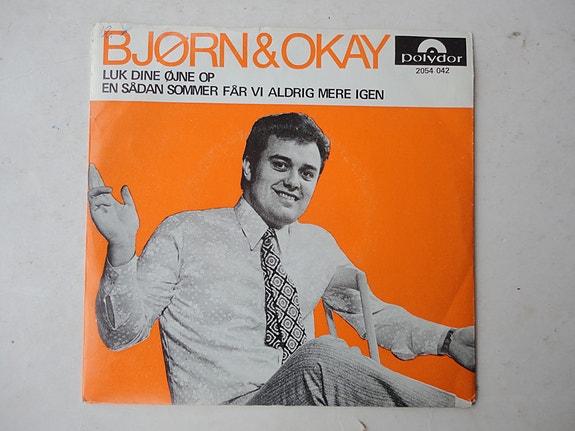 BJØRN & OKAY
Polydor
2054 042
LUK DINE ØJNE OP
EN SÅDAN SOMMER FÅR VI ALDRIG MERE IGEN